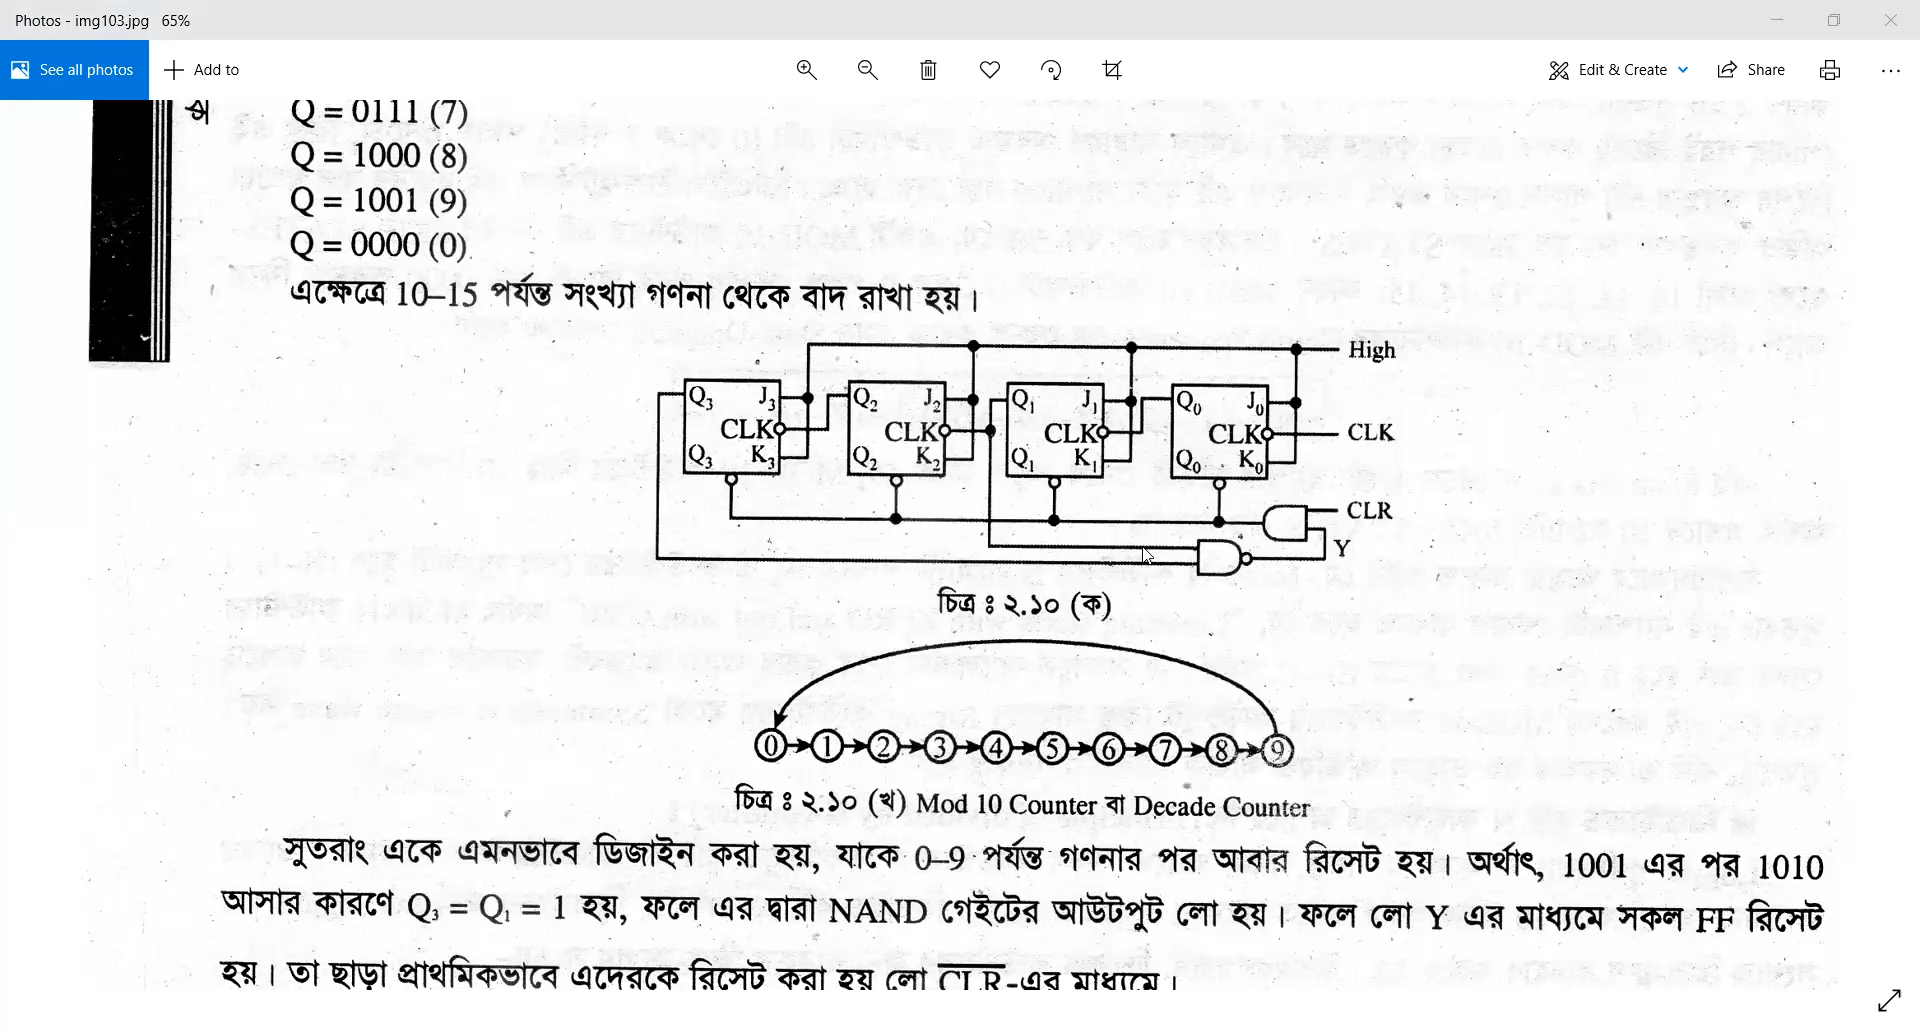 Photos - img103.jpg 65%
See all photos
Add to
Edit & Create
Share
Q = 0111 (7)
Q = 1000 (8)
Q = 1001 (9)
Q = 0000 (0)
এক্ষেত্রে 10–15 পর্যন্ত সংখ্যা গণনা থেকে বাদ রাখা হয়।
High
Q3 J3 Q2 J2 Q1 J1 Q0 J0
CLK CLK CLK CLK CLK
Q3 K3 Q2 K2 Q1 K1 Q0 K0
CLR
Y
চিত্র ঃ ২.১০ (ক)
0 1 2 3 4 5 6 7 8 9
চিত্র ঃ ২.১০ (খ) Mod 10 Counter বা Decade Counter
সুতরাং একে এমনভাবে ডিজাইন করা হয়, যাকে 0–9 পর্যন্ত গণনার পর আবার রিসেট হয়। অর্থাৎ, 1001 এর পর 1010
আসার কারণে Q3 = Q1 = 1 হয়, ফলে এর দ্বারা NAND গেইটের আউটপুট লো হয়। ফলে লো Y এর মাধ্যমে সকল FF রিসেট
হয়। তা ছাড়া প্রাথমিকভাবে এদেরকে রিসেট করা হয় লো CLR-এর মাধ্যমে।